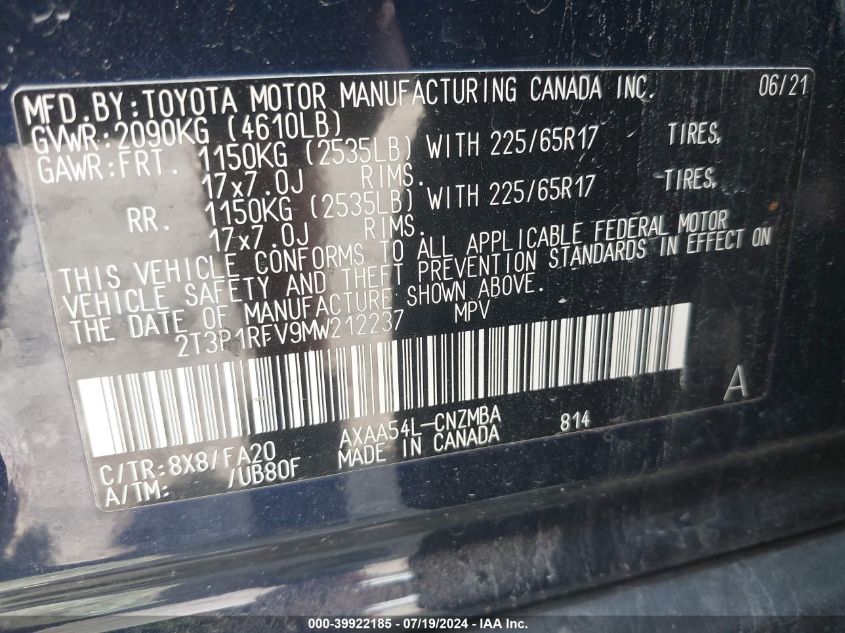 MFD.BY:TOYOTA MOTOR MANUFACTURING CANADA INC. 06/21
GVWR:2090KG (4610LB)
GAWR:FRT. 1150KG (2535LB) WITH 225/65R17 TIRES,
17x7.0J RIMS.
RR. 1150KG (2535LB) WITH 225/65R17 TIRES,
17x7.0J RIMS.
THIS VEHICLE CONFORMS TO ALL APPLICABLE FEDERAL MOTOR
VEHICLE SAFETY AND THEFT PREVENTION STANDARDS IN EFFECT ON
THE DATE OF MANUFACTURE SHOWN ABOVE.
2T3P1RFV9MW212237 MPV
A
AXAA54L-CNZMBA 814
C/TR:8X8/FA20 MADE IN CANADA
A/TM: /UB80F
000-39922185 - 07/19/2024 - IAA Inc.